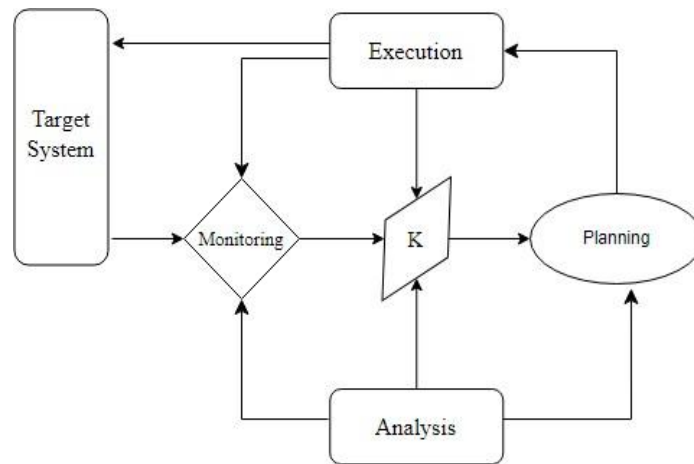 Execution
Target
System
Monitoring
K
Planning
Analysis